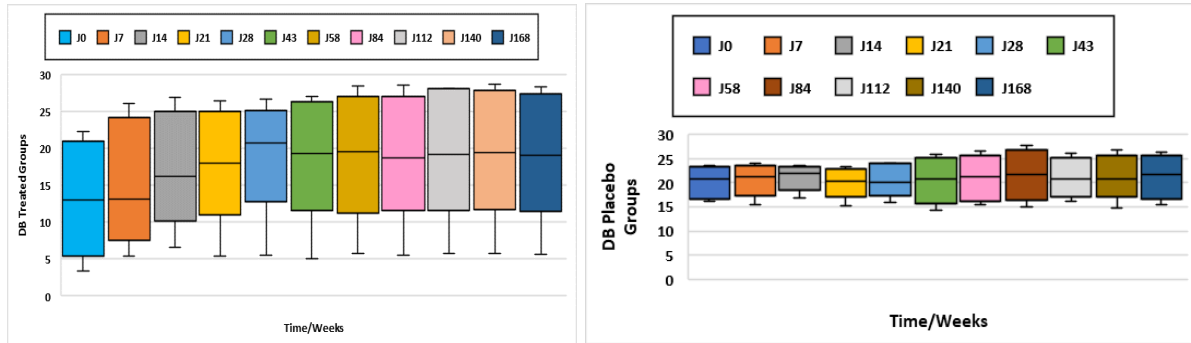 J0 J7 J14 J21 J28 J43 J58 J84 J112 J140 J168
30
25
20
15
10
5
0
DB Treated Groups
Time/Weeks
J0 J7 J14 J21 J28 J43
J58 J84 J112 J140 J168
30
25
20
15
10
5
0
DB Placebo
Groups
Time/Weeks